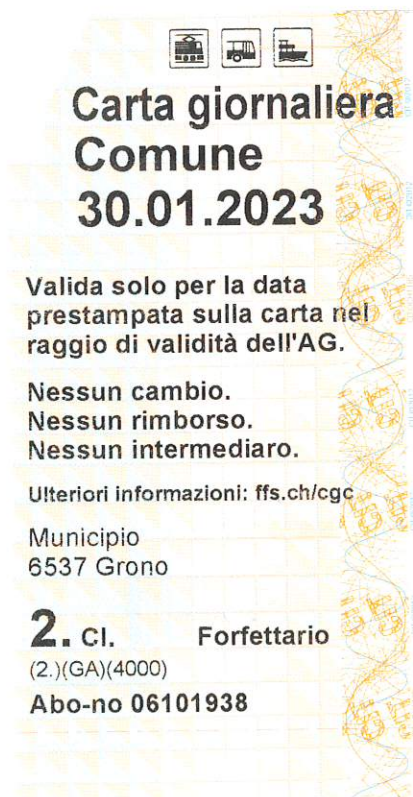 Carta giornaliera
Comune
30.01.2023
Valida solo per la data
prestampata sulla carta nel
raggio di validità dell'AG.
Nessun cambio.
Nessun rimborso.
Nessun intermediaro.
Ulteriori informazioni: ffs.ch/cgc
Municipio
6537 Grono
2. Cl. Forfettario
(2.)(GA)(4000)
Abo-no 06101938